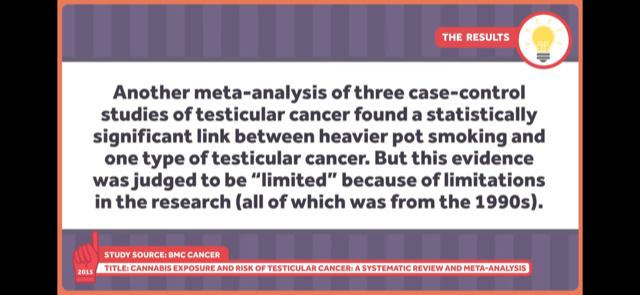 THE RESULTS
Another meta-analysis of three case-control
studies of testicular cancer found a statistically
significant link between heavier pot smoking and
one type of testicular cancer. But this evidence
was judged to be “limited” because of limitations
in the research (all of which was from the 1990s).
STUDY SOURCE: BMC CANCER
2015
TITLE: CANNABIS EXPOSURE AND RISK OF TESTICULAR CANCER: A SYSTEMATIC REVIEW AND META-ANALYSIS